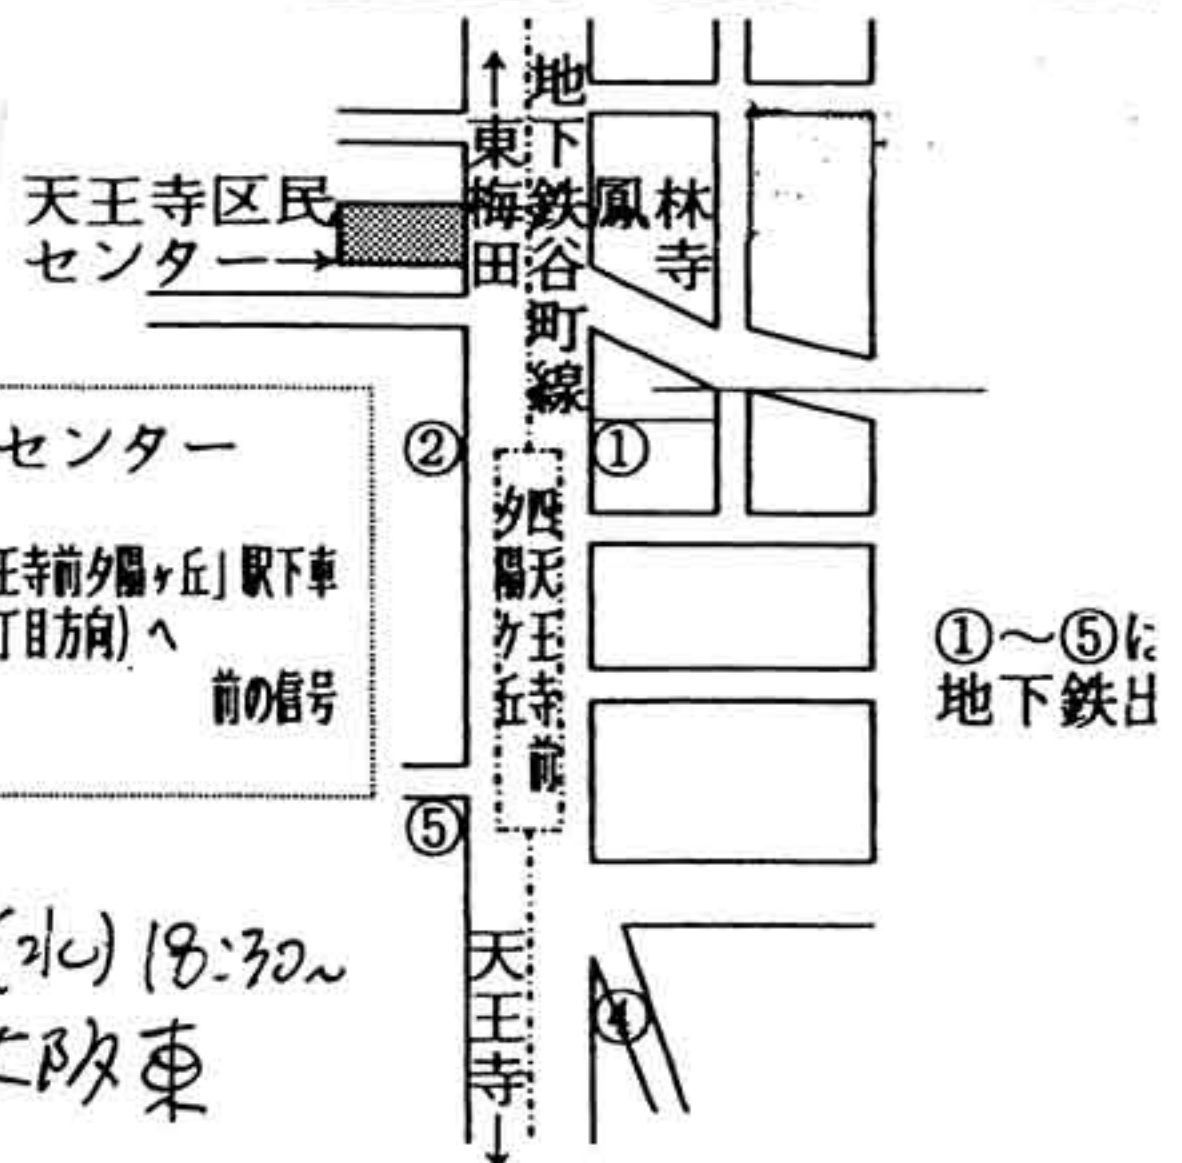 地下鉄谷町線
↑東梅田
鳳林寺
天王寺区民
センター→
②
①
センター
王寺前夕陽ヶ丘」駅下車
丁目方向)へ
前の信号
四天王寺前
夕陽ケ丘
①〜⑤は
地下鉄出
⑤
④
天王寺↓
(水) 18:30~
大阪東